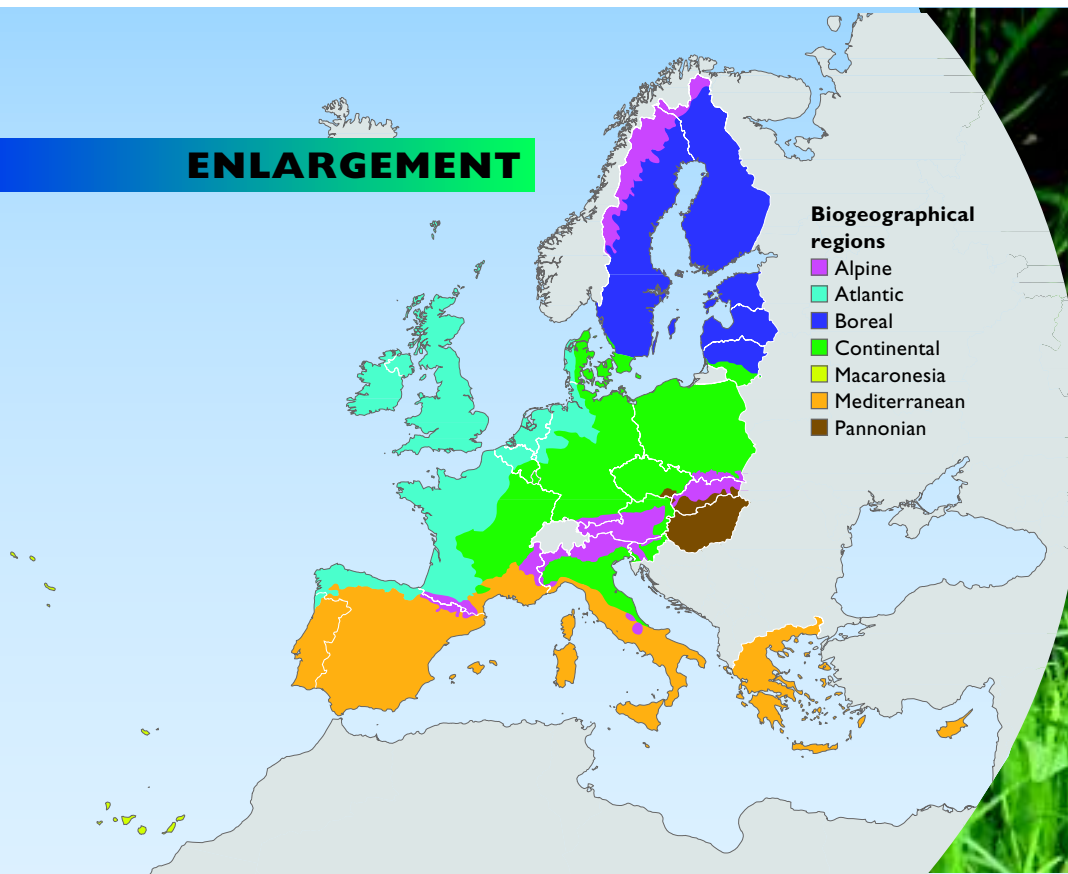 ENLARGEMENT
Biogeographical
regions
Alpine
Atlantic
Boreal
Continental
Macaronesia
Mediterranean
Pannonian